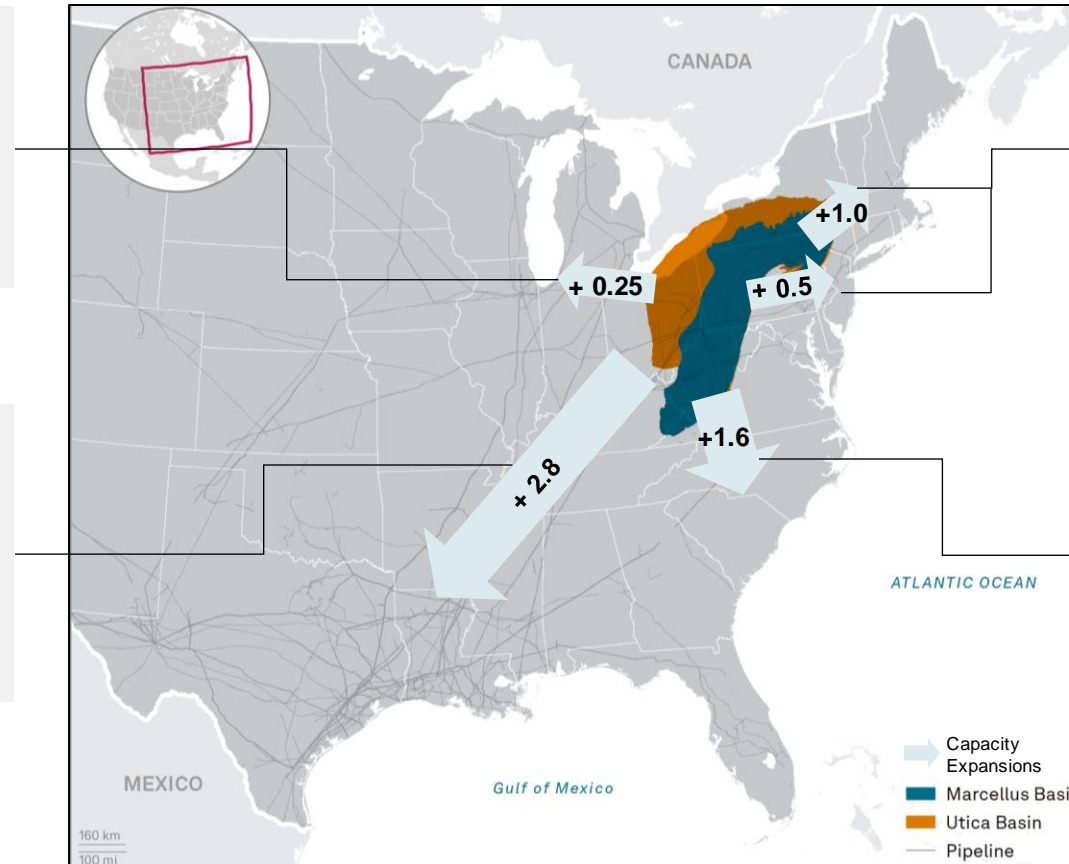 CANADA
+1.0
+ 0.25
+ 0.5
+1.6
+ 2.8
ATLANTIC OCEAN
Capacity
Expansions
MEXICO
Gulf of Mexico
Marcellus Basi
Utica Basin
Pipeline
160 km
100 mi